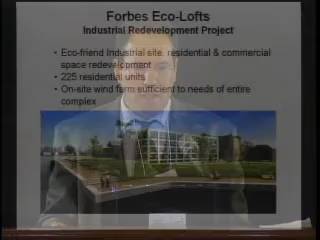 Forbes Eco-Lofts
Industrial Redevelopment Project
• Eco-friend Industrial site, residential & commercial
space redevelopment
• 225 residential units
• On-site wind farm sufficient to needs of entire
complex